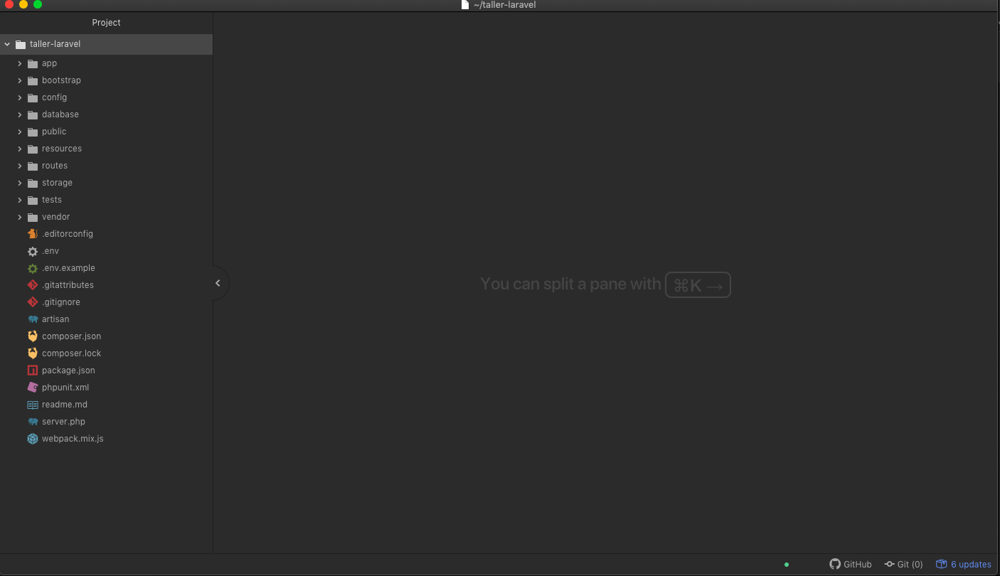 ~/taller-laravel
Project
taller-laravel
app
bootstrap
config
database
public
resources
routes
storage
tests
vendor
.editorconfig
.env
.env.example
.gitattributes
.gitignore
artisan
composer.json
composer.lock
package.json
phpunit.xml
readme.md
server.php
webpack.mix.js
You can split a pane with ⌘K →
GitHub Git (0) 6 updates